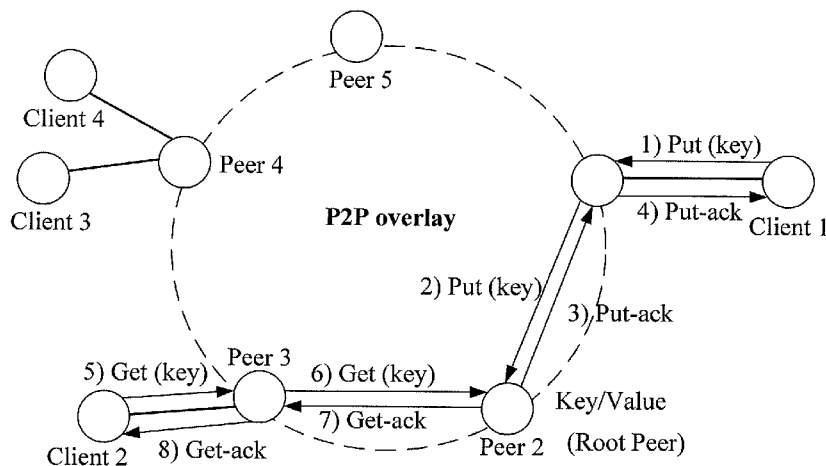 Peer 5
Client 4
Peer 4
Client 3
1) Put (key)
4) Put-ack
Client 1
P2P overlay
2) Put (key)
3) Put-ack
Peer 3
5) Get (key)
6) Get (key)
7) Get-ack
8) Get-ack
Client 2
Peer 2
Key/Value
(Root Peer)